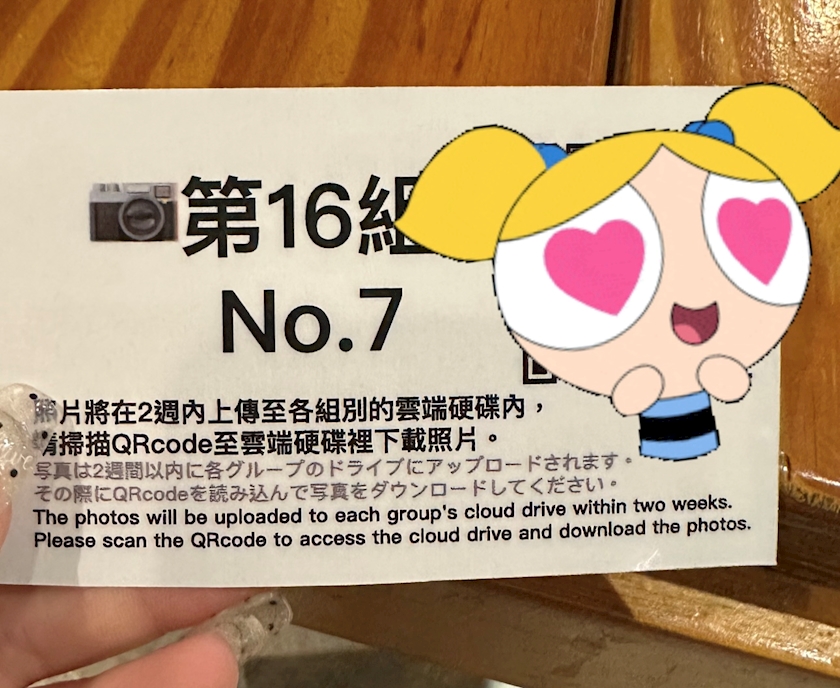 第16組
No.7
照片將在2週內上傳至各組別的雲端硬碟內，
請掃描QRcode至雲端硬碟裡下載照片。
写真は2週間以内に各グループのドライブにアップロードされます。
その際にQRcodeを読み込んで写真をダウンロードしてください。
The photos will be uploaded to each group's cloud drive within two weeks.
Please scan the QRcode to access the cloud drive and download the photos.